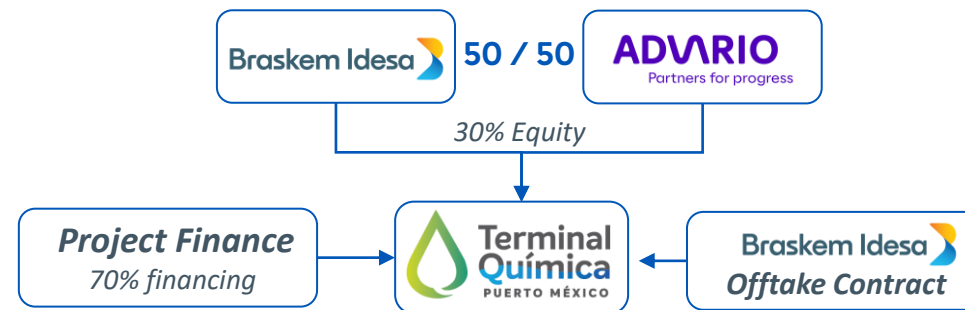 Braskem Idesa
50 / 50
ADVARIO
Partners for progress
30% Equity
Project Finance
70% financing
Terminal
Química
PUERTO MÉXICO
Braskem Idesa
Offtake Contract